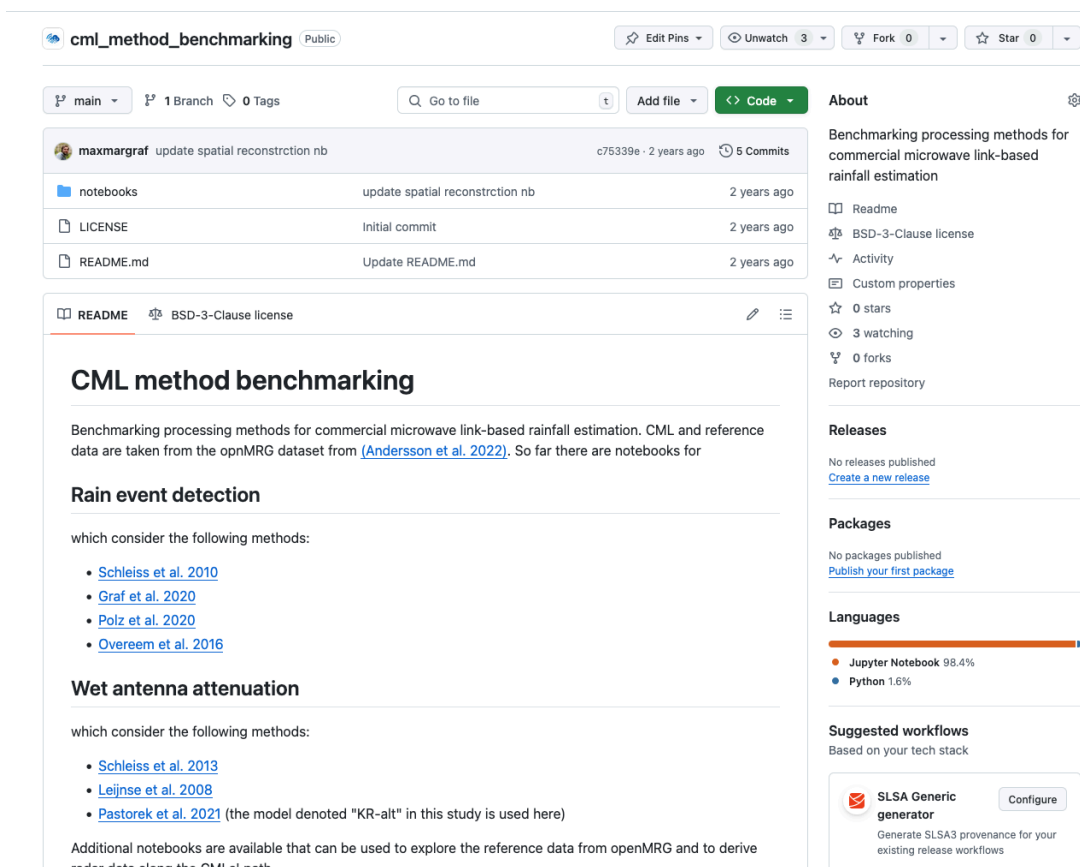 cml_method_benchmarking Public
Edit Pins
Unwatch 3
Fork 0
Star 0
main
1 Branch
0 Tags
Go to file t
Add file
Code
maxmargraf update spatial reconstrction nb c75339e · 2 years ago 5 Commits
notebooks update spatial reconstrction nb 2 years ago
LICENSE Initial commit 2 years ago
README.md Update README.md 2 years ago
README BSD-3-Clause license
CML method benchmarking
Benchmarking processing methods for commercial microwave link-based rainfall estimation. CML and reference
data are taken from the opnMRG dataset from (Andersson et al. 2022). So far there are notebooks for
Rain event detection
which consider the following methods:
• Schleiss et al. 2010
• Graf et al. 2020
• Polz et al. 2020
• Overeem et al. 2016
Wet antenna attenuation
which consider the following methods:
• Schleiss et al. 2013
• Leijnse et al. 2008
• Pastorek et al. 2021 (the model denoted "KR-alt" in this study is used here)
Additional notebooks are available that can be used to explore the reference data from openMRG and to derive
About
Benchmarking processing methods for
commercial microwave link-based
rainfall estimation
Readme
BSD-3-Clause license
Activity
Custom properties
0 stars
3 watching
0 forks
Report repository
Releases
No releases published
Create a new release
Packages
No packages published
Publish your first package
Languages
Jupyter Notebook 98.4%
Python 1.6%
Suggested workflows
Based on your tech stack
SLSA Generic
generator
Configure
Generate SLSA3 provenance for your
existing release workflows